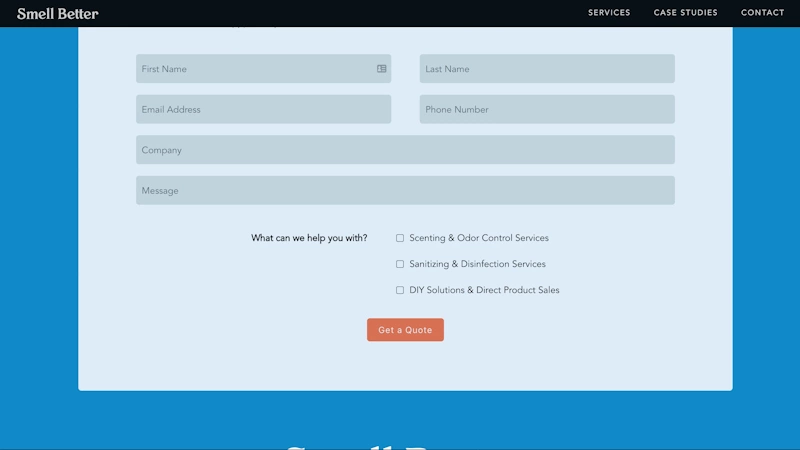 Smell Better
SERVICES CASE STUDIES CONTACT
First Name
Last Name
Email Address
Phone Number
Company
Message
What can we help you with?
Scenting & Odor Control Services
Sanitizing & Disinfection Services
DIY Solutions & Direct Product Sales
Get a Quote